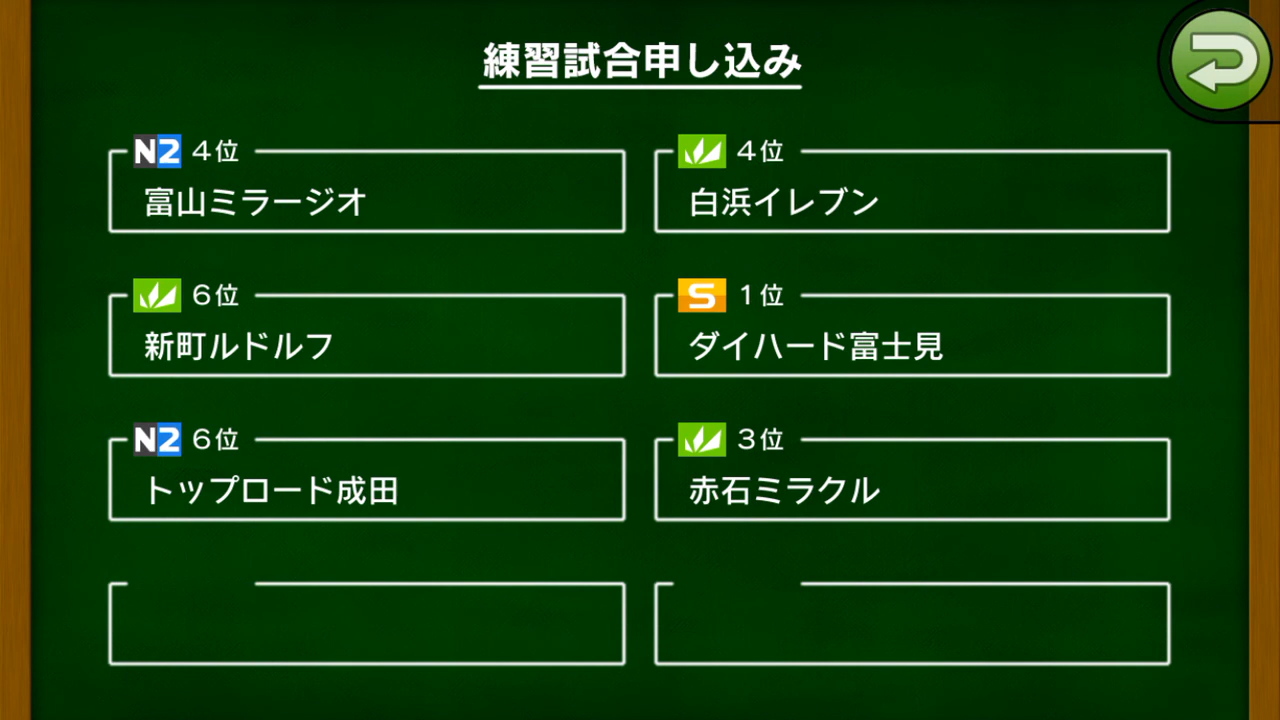 練習試合申し込み
N2 4位
富山ミラージオ
4位
白浜イレブン
6位
新町ルドルフ
S 1位
ダイハード富士見
N2 6位
トップロード成田
3位
赤石ミラクル